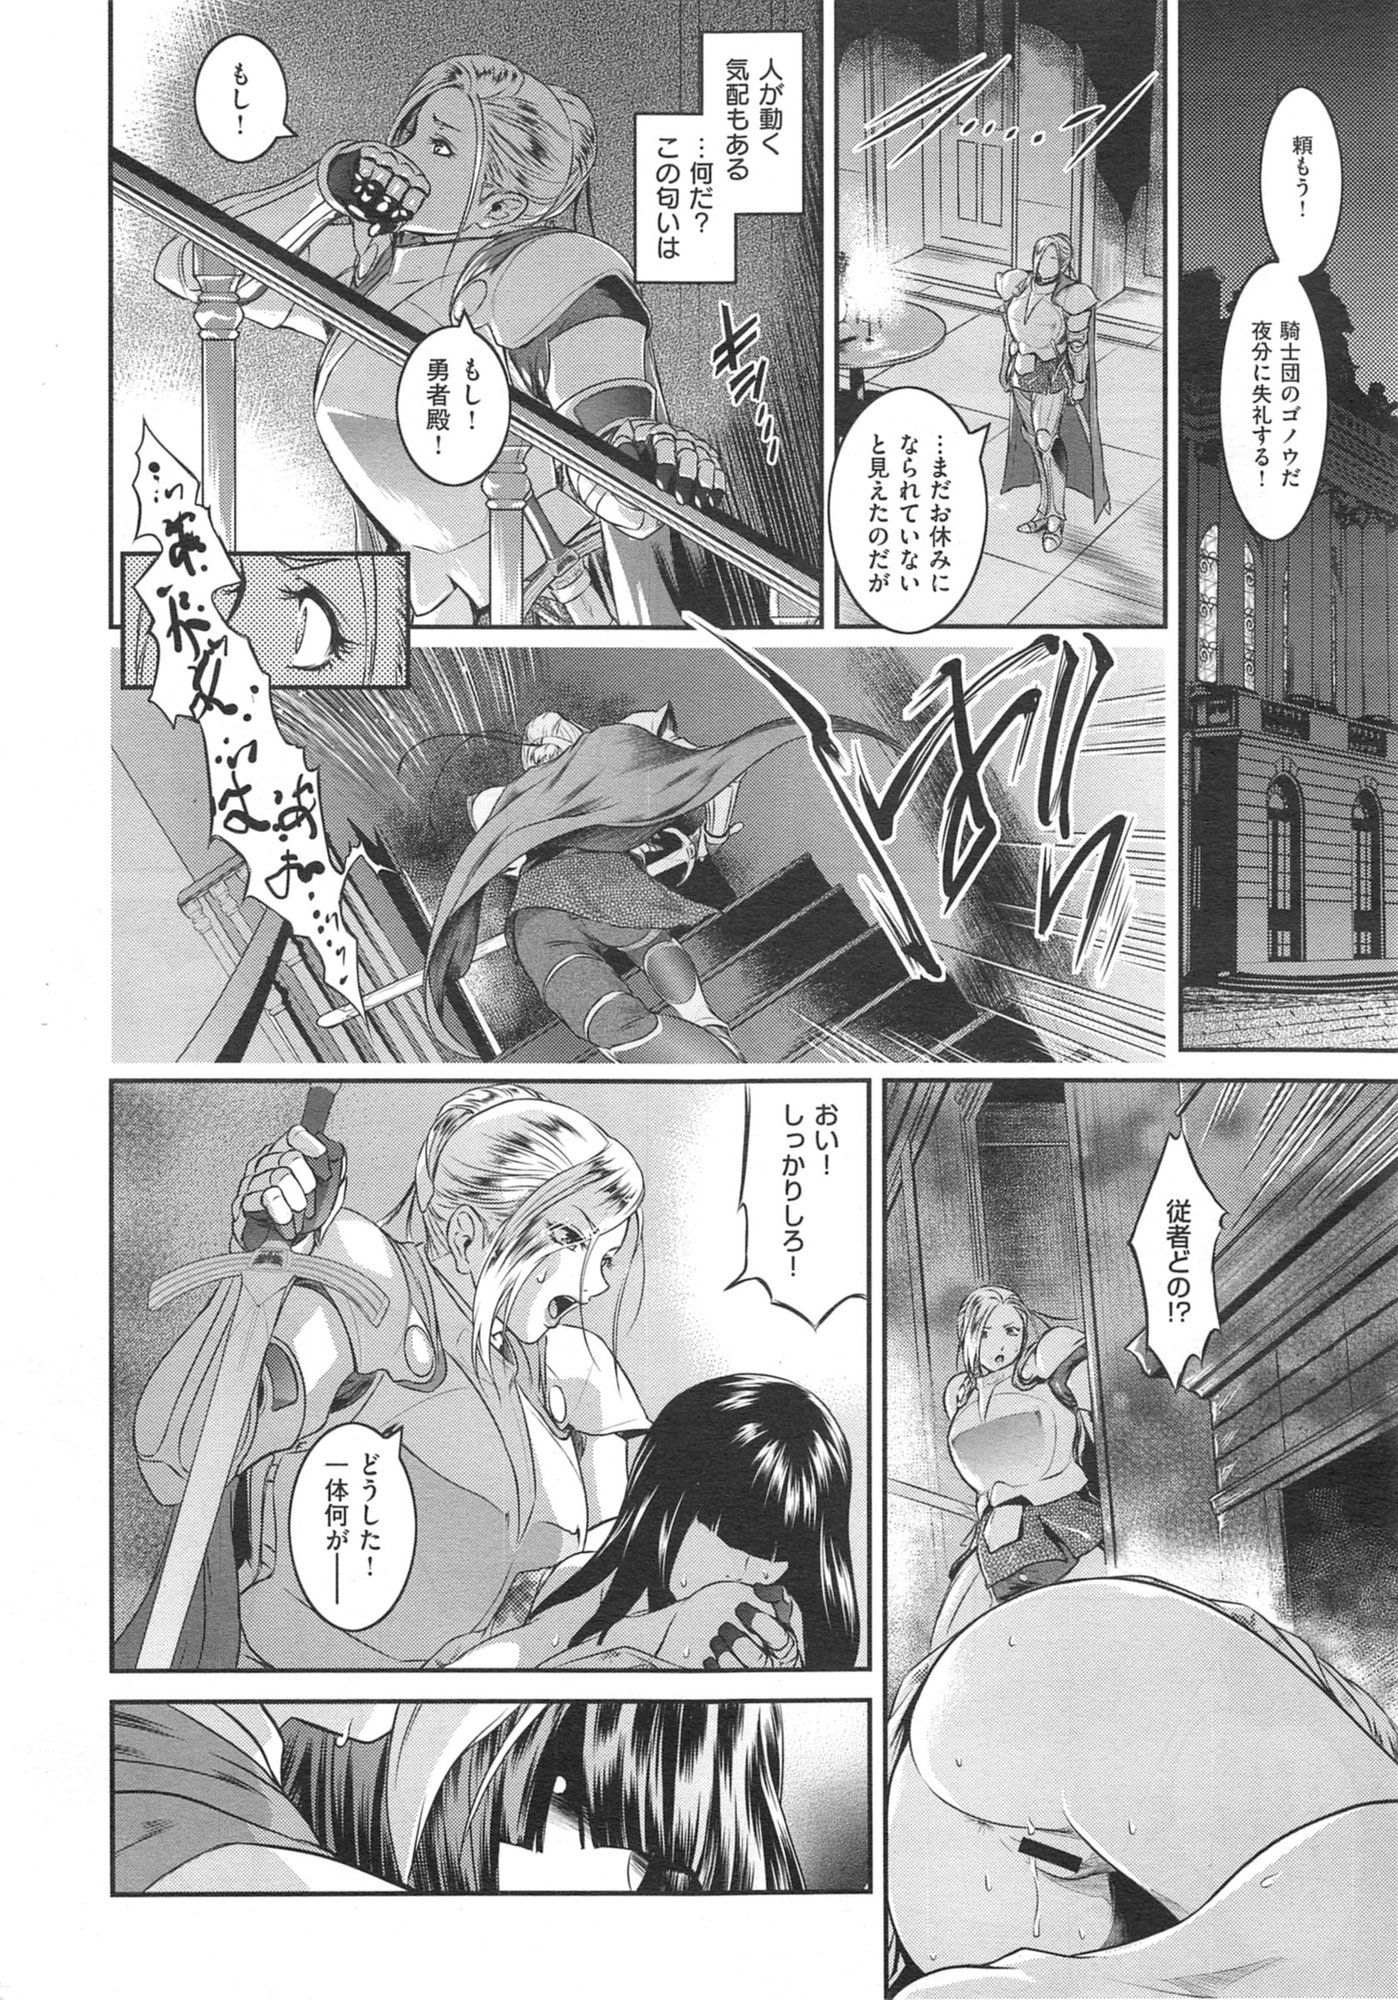 頼もう！
騎士団のゴノウだ
夜分に失礼する！
…まだお休みに
なられていない
と見えたのだが
人が動く
気配もある
…何だ？
この匂いは
もし！
もし！
勇者殿！
従者どの!?
おい！
しっかりしろ！
どうした！
一体何が――